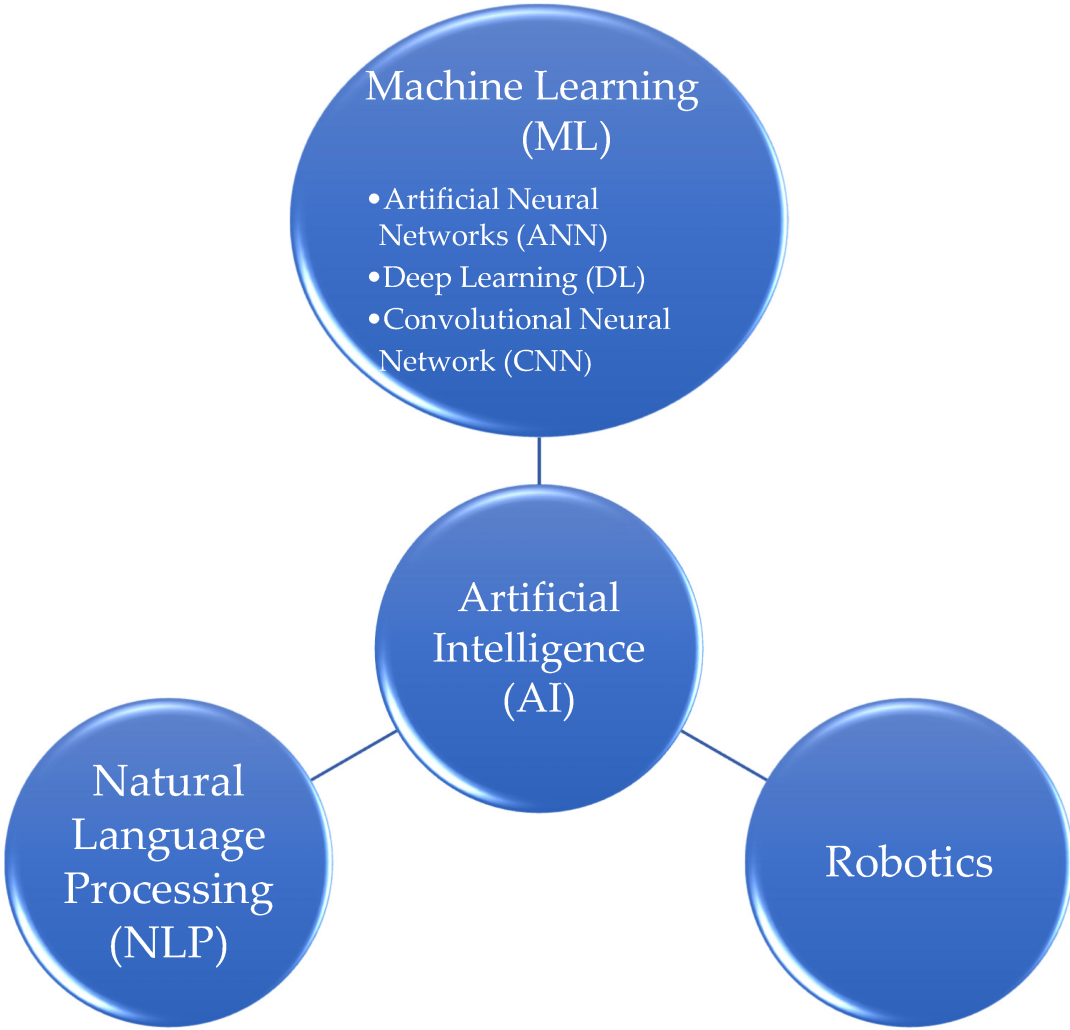 Machine Learning
(ML)
•Artificial Neural
Networks (ANN)
•Deep Learning (DL)
•Convolutional Neural
Network (CNN)
Artificial
Intelligence
(AI)
Natural
Language
Processing
(NLP)
Robotics